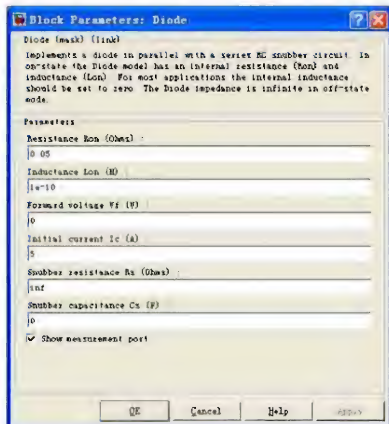 Block Parameters: Diode
Diode (mask) (link)
Implements a diode in parallel with a series RC snubber circuit. In
on-state the Diode model has an internal resistance (Ron) and
inductance (Lon). For most applications the internal inductance
should be set to zero. The Diode impedance is infinite in off-state
mode.
Parameters
Resistance Ron (Ohms) :
0.05
Inductance Lon (H)
1e-10
Forward voltage Vf (V)
0
Initial current Ic (A)
5
Snubber resistance Rs (Ohms) :
inf
Snubber capacitance Cs (F)
0
Show measurement port
OK Cancel Help Apply